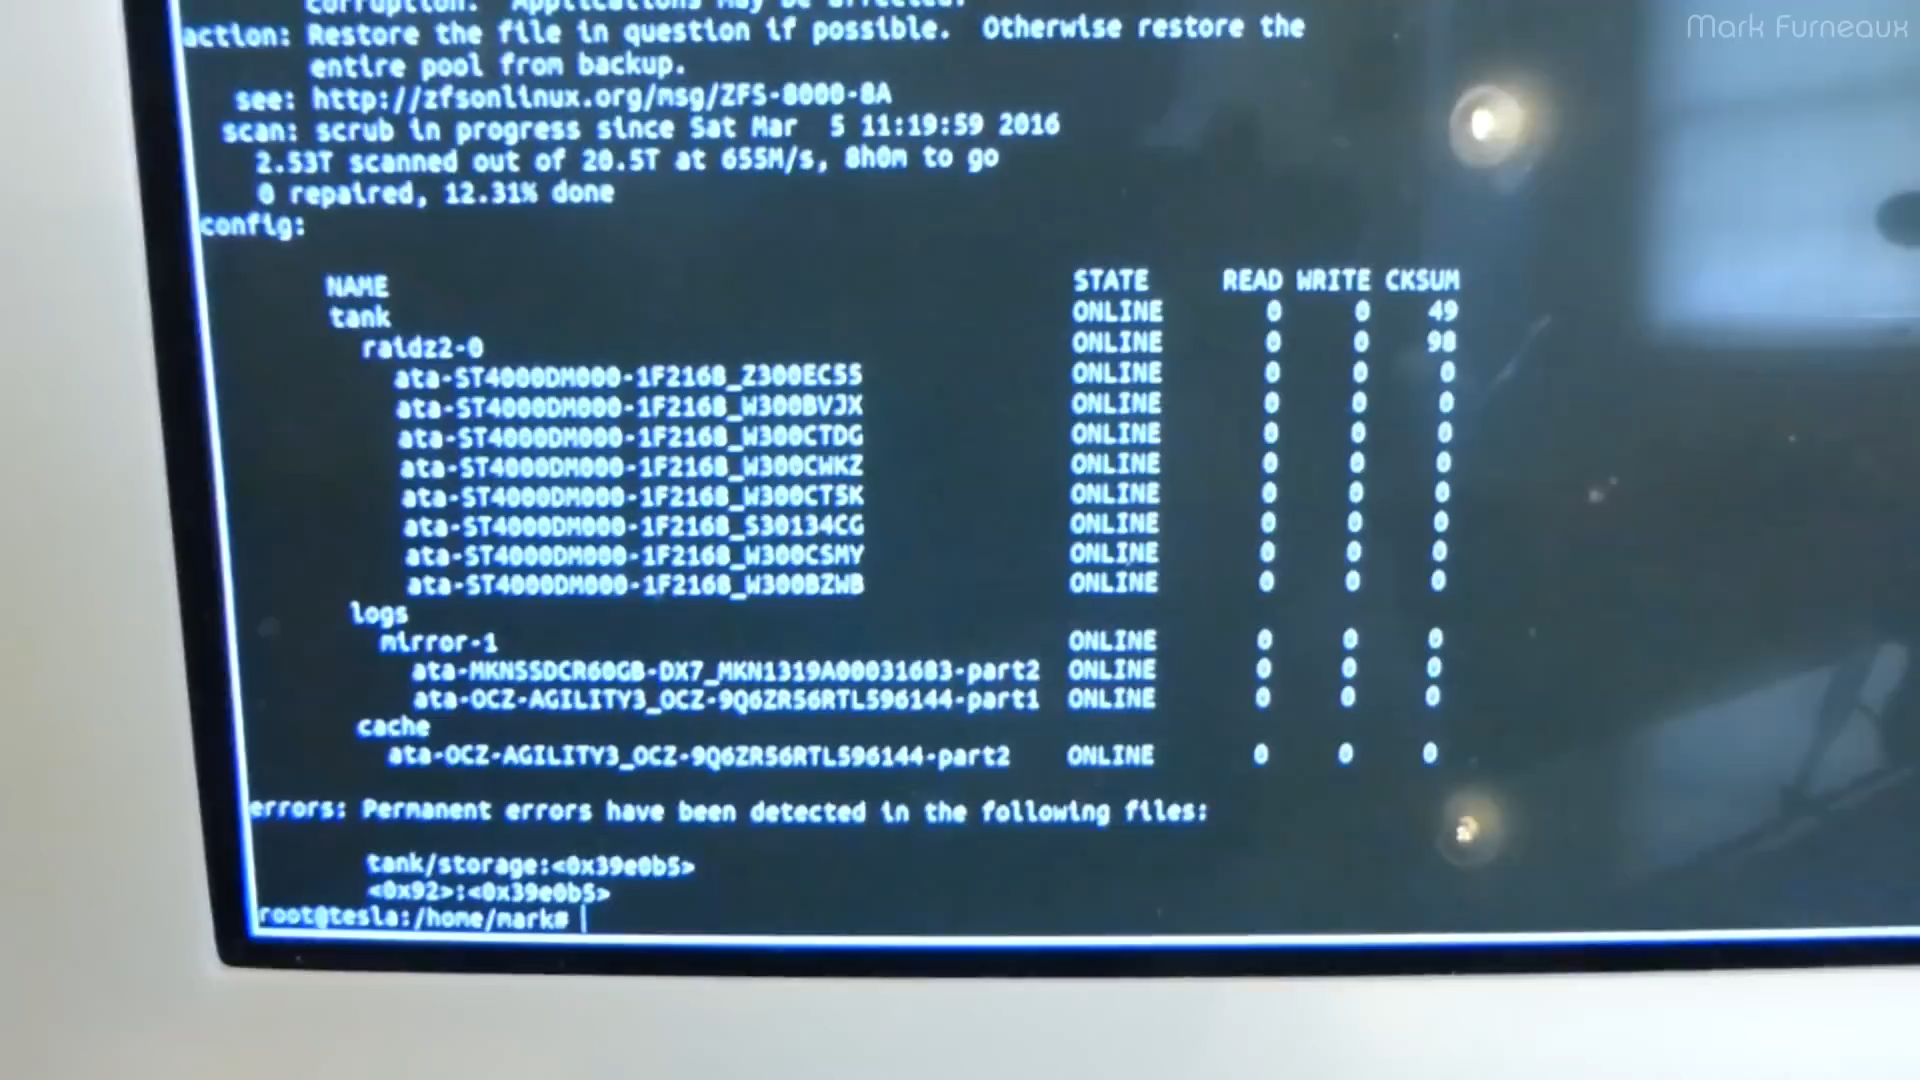 Mark Furneaux
corruption. Applications may be affected.
action: Restore the file in question if possible. Otherwise restore the
entire pool from backup.
see: http://zfsonlinux.org/msg/ZFS-8000-8A
scan: scrub in progress since Sat Mar 5 11:19:59 2016
2.53T scanned out of 20.5T at 655M/s, 8h0m to go
0 repaired, 12.31% done
config:
NAME STATE READ WRITE CKSUM
tank ONLINE 0 0 49
raidz2-0 ONLINE 0 0 98
ata-ST4000DM000-1F2168_Z300EC55 ONLINE 0 0 0
ata-ST4000DM000-1F2168_W300BVJX ONLINE 0 0 0
ata-ST4000DM000-1F2168_W300CTDG ONLINE 0 0 0
ata-ST4000DM000-1F2168_W300CWKZ ONLINE 0 0 0
ata-ST4000DM000-1F2168_W300CT5K ONLINE 0 0 0
ata-ST4000DM000-1F2168_S30134CG ONLINE 0 0 0
ata-ST4000DM000-1F2168_W300CSMY ONLINE 0 0 0
ata-ST4000DM000-1F2168_W300BZWB ONLINE 0 0 0
logs
mirror-1 ONLINE 0 0 0
ata-MKNSSDCR60GB-DX7_MKN1319A00031683-part2 ONLINE 0 0 0
ata-OCZ-AGILITY3_OCZ-9Q6ZR56RTL596144-part1 ONLINE 0 0 0
cache
ata-OCZ-AGILITY3_OCZ-9Q6ZR56RTL596144-part2 ONLINE 0 0 0
errors: Permanent errors have been detected in the following files:
tank/storage:<0x39e0b5>
<0x92>:<0x39e0b5>
root@tesla:/home/mark#